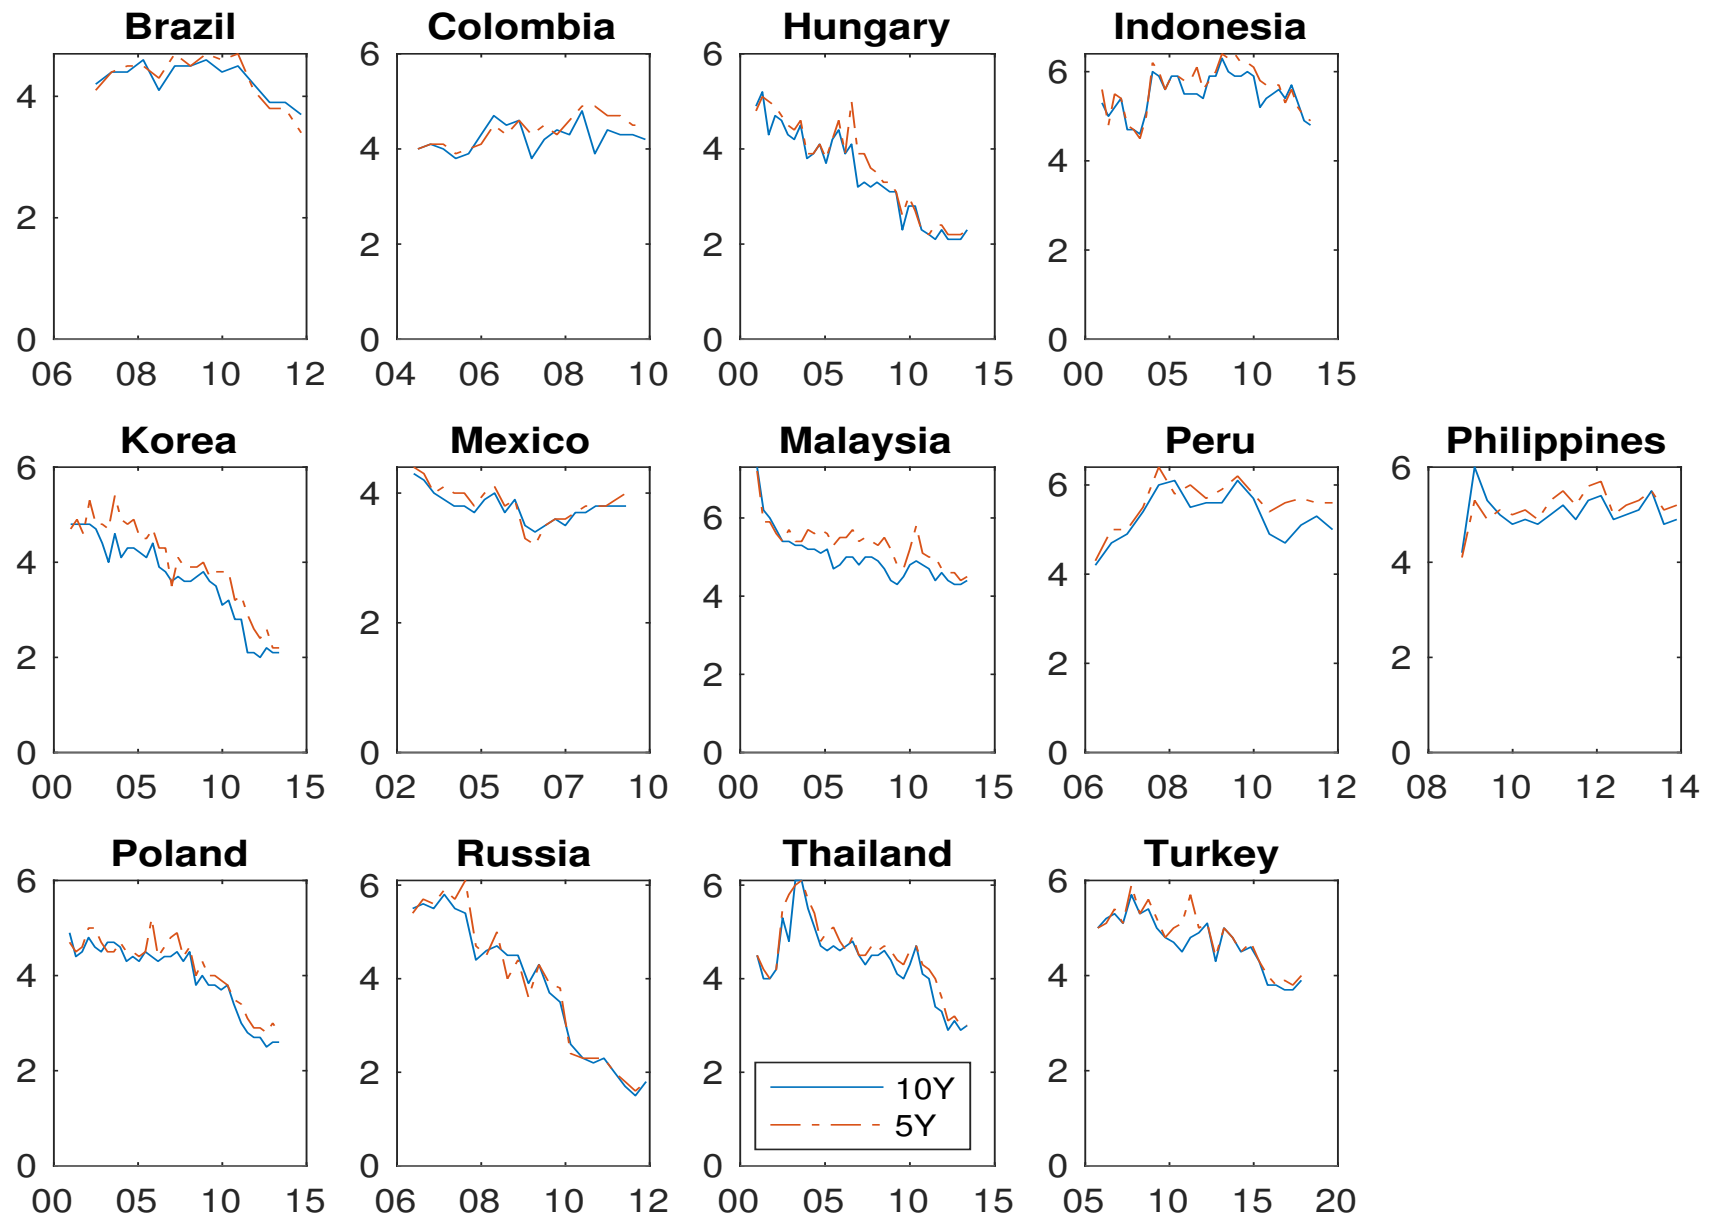 Brazil Colombia Hungary Indonesia
4 2 0
06 08 10 12
6 4 2 0
04 06 08 10
6 4 2 0
00 05 10 15
6 4 2 0
00 05 10 15
Korea Mexico Malaysia Peru Philippines
6 4 2 0
00 05 10 15
4 2 0
02 05 07 10
6 4 2 0
00 05 10 15
6 4 2 0
06 08 10 12
6 4 2 0
08 10 12 14
Poland Russia Thailand Turkey
6 4 2 0
00 05 10 15
6 4 2 0
06 08 10 12
6 4 2 0
10Y
5Y
00 05 10 15
6 4 2 0
05 10 15 20